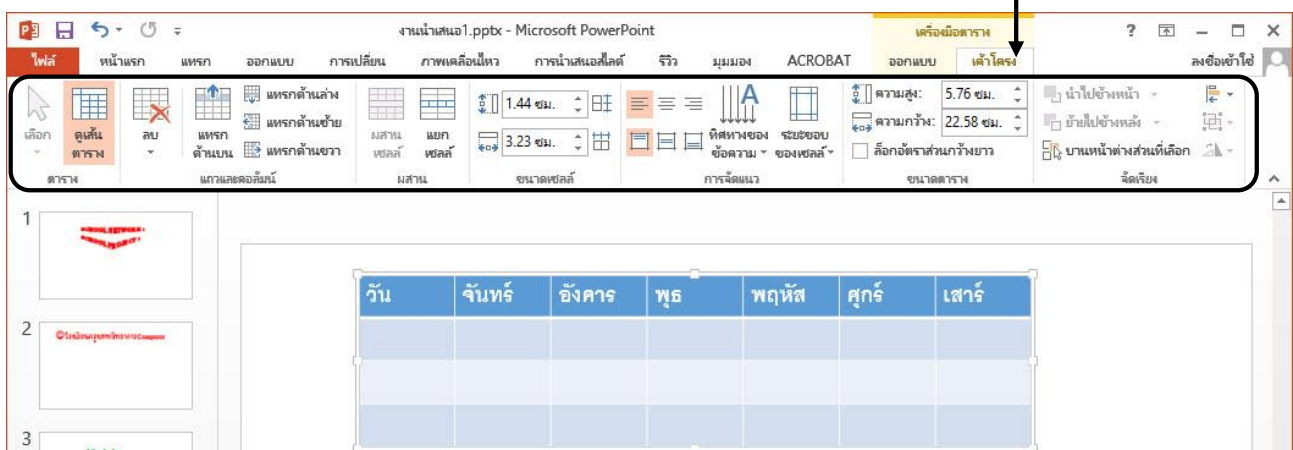 งานนำเสนอ1.pptx - Microsoft PowerPoint
เครื่องมือตาราง
ไฟล์ หน้าแรก แทรก ออกแบบ การเปลี่ยน ภาพเคลื่อนไหว การนำเสนอสไลด์ รีวิว มุมมอง ACROBAT ออกแบบ เค้าโครง ลงชื่อเข้าใช้
เลือก
ดูเส้น
ตาราง
ตาราง
ลบ
แทรก
ด้านบน
แทรกด้านล่าง
แทรกด้านซ้าย
แทรกด้านขวา
แถวและคอลัมน์
ผสาน
เซลล์
แยก
เซลล์
ผสาน
1.44 ซม.
3.23 ซม.
ขนาดเซลล์
ทิศทางของ
ข้อความ
ระยะขอบ
ของเซลล์
การจัดแนว
ความสูง: 5.76 ซม.
ความกว้าง: 22.58 ซม.
ล็อกอัตราส่วนกว้างยาว
ขนาดตาราง
นำไปข้างหน้า
ย้ายไปข้างหลัง
บานหน้าต่างส่วนที่เลือก
จัดเรียง
1
SCHOOL NETWORK
2
3
วัน จันทร์ อังคาร พุธ พฤหัส ศุกร์ เสาร์